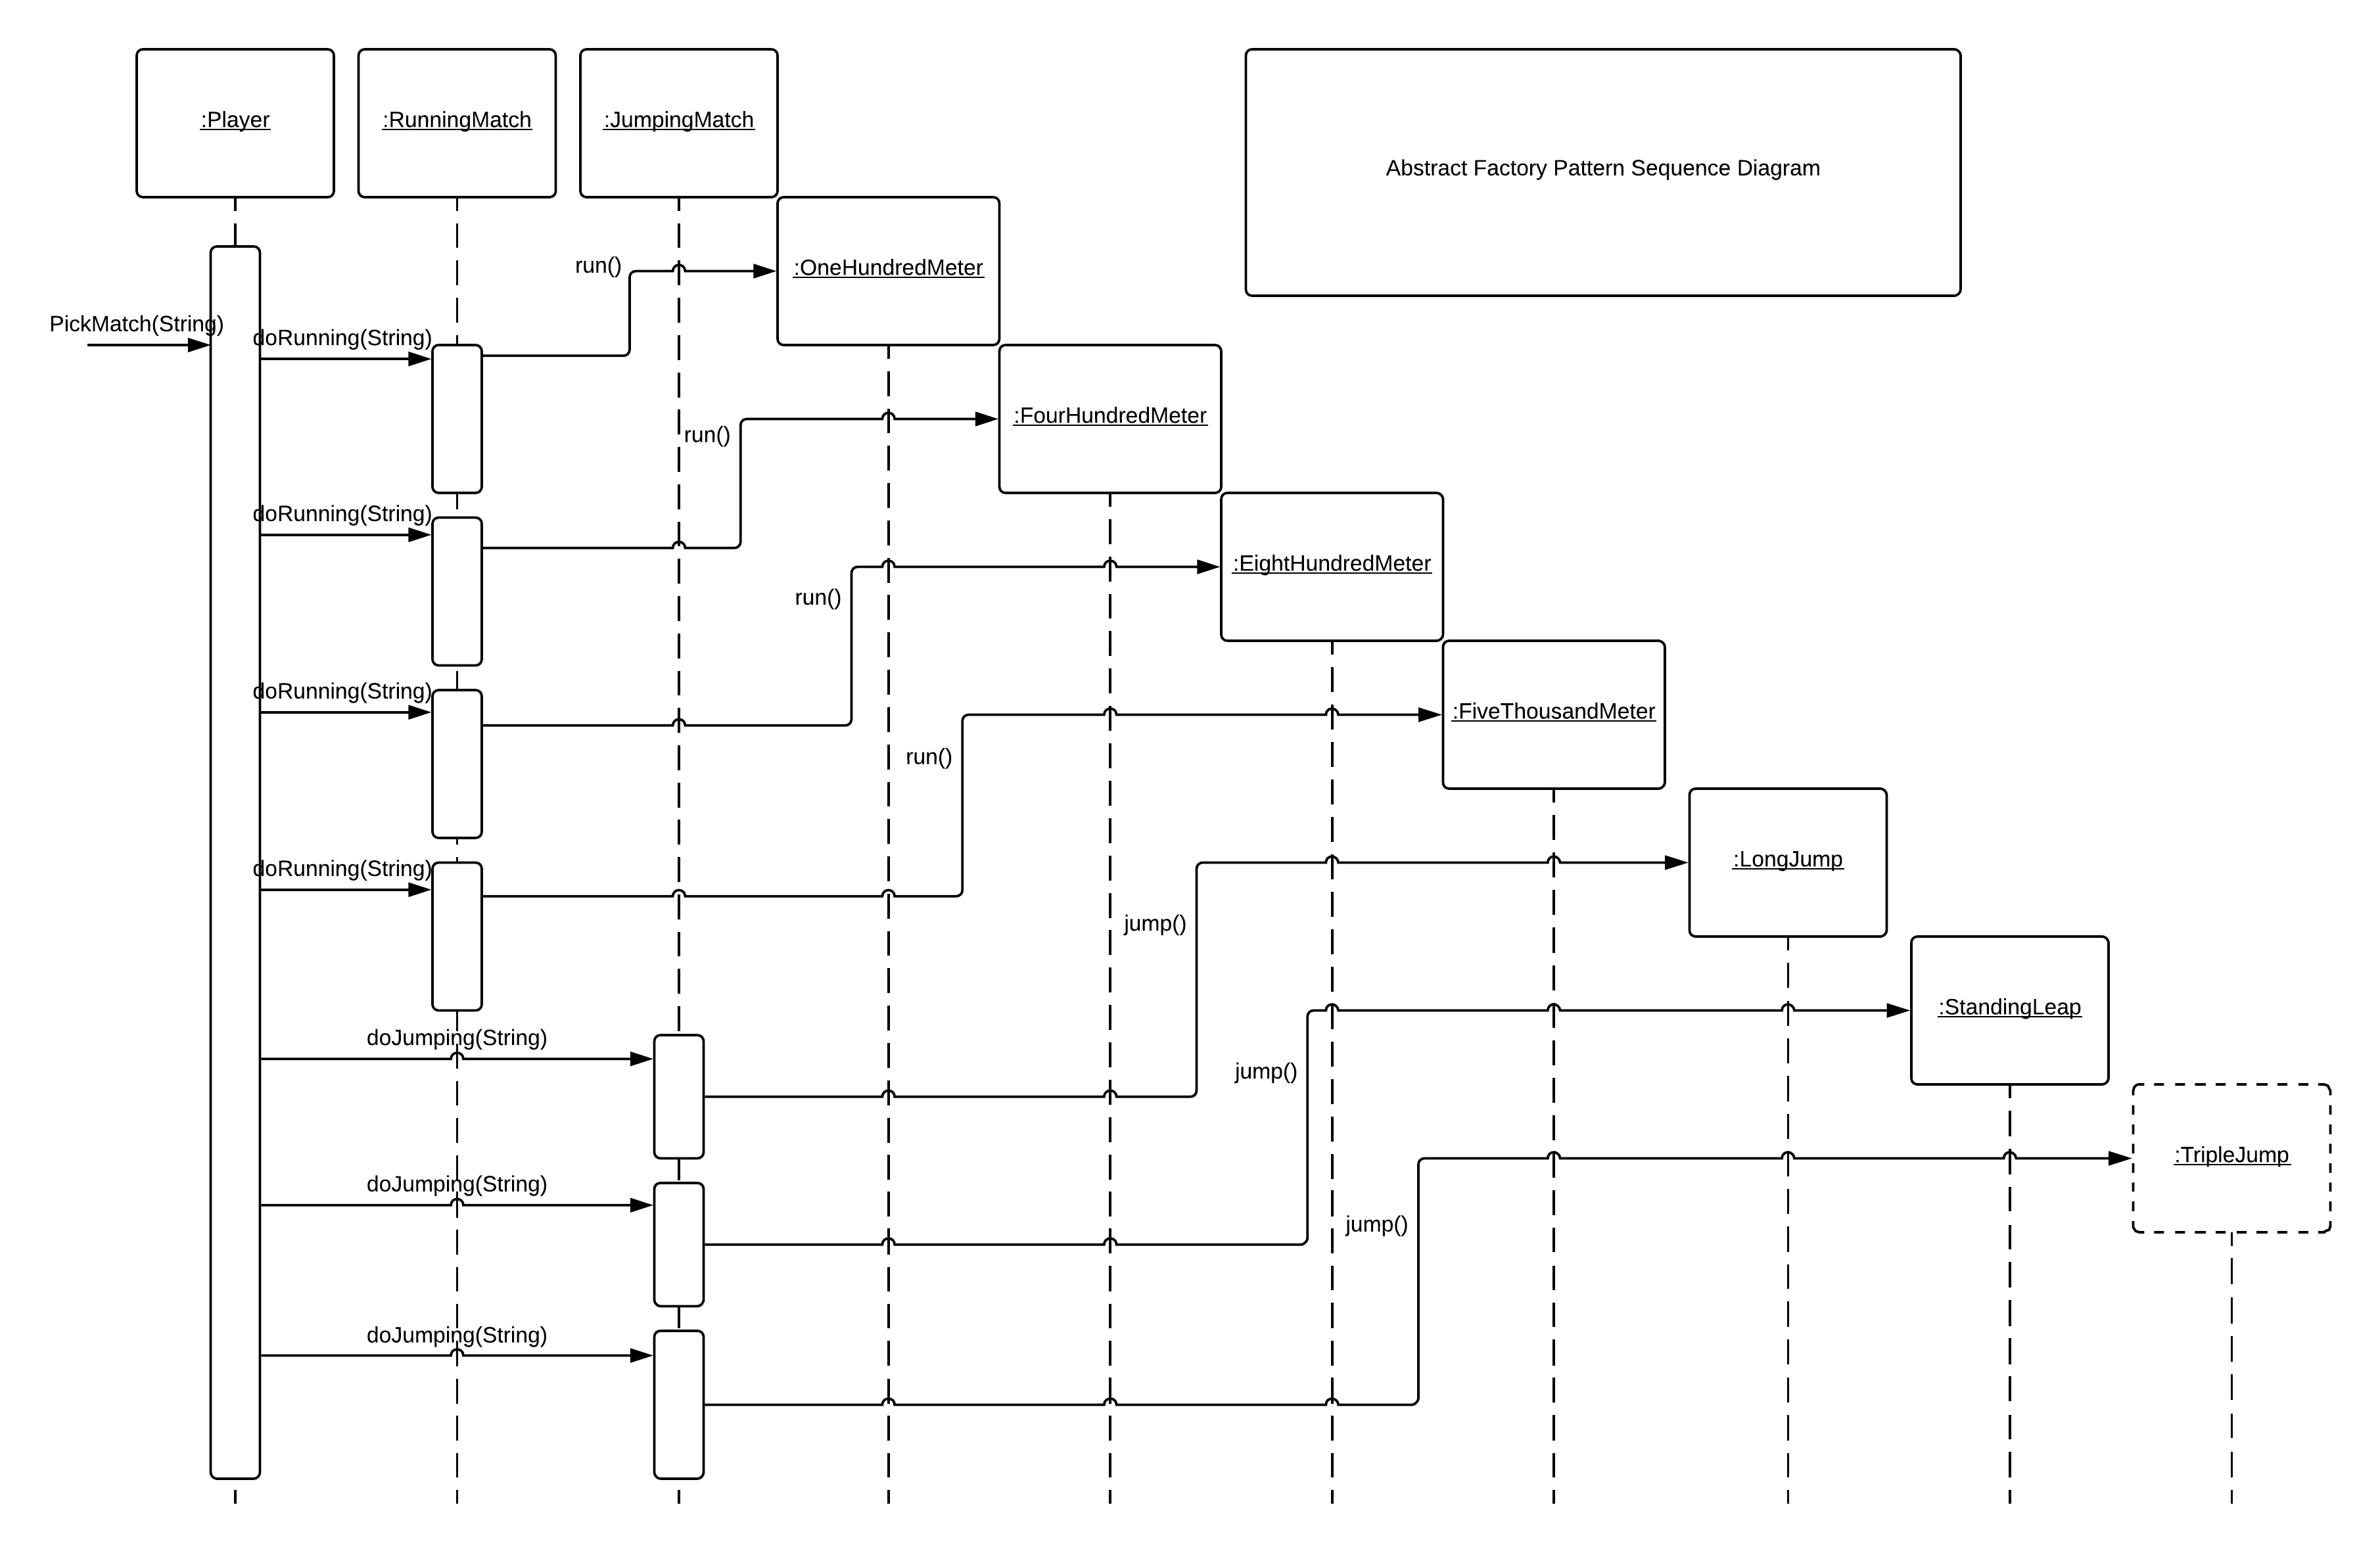 :Player
:RunningMatch
:JumpingMatch
Abstract Factory Pattern Sequence Diagram
run()
:OneHundredMeter
PickMatch(String)
doRunning(String)
run()
:FourHundredMeter
doRunning(String)
run()
:EightHundredMeter
doRunning(String)
run()
:FiveThousandMeter
doRunning(String)
jump()
:LongJump
doJumping(String)
jump()
:StandingLeap
doJumping(String)
jump()
:TripleJump
doJumping(String)